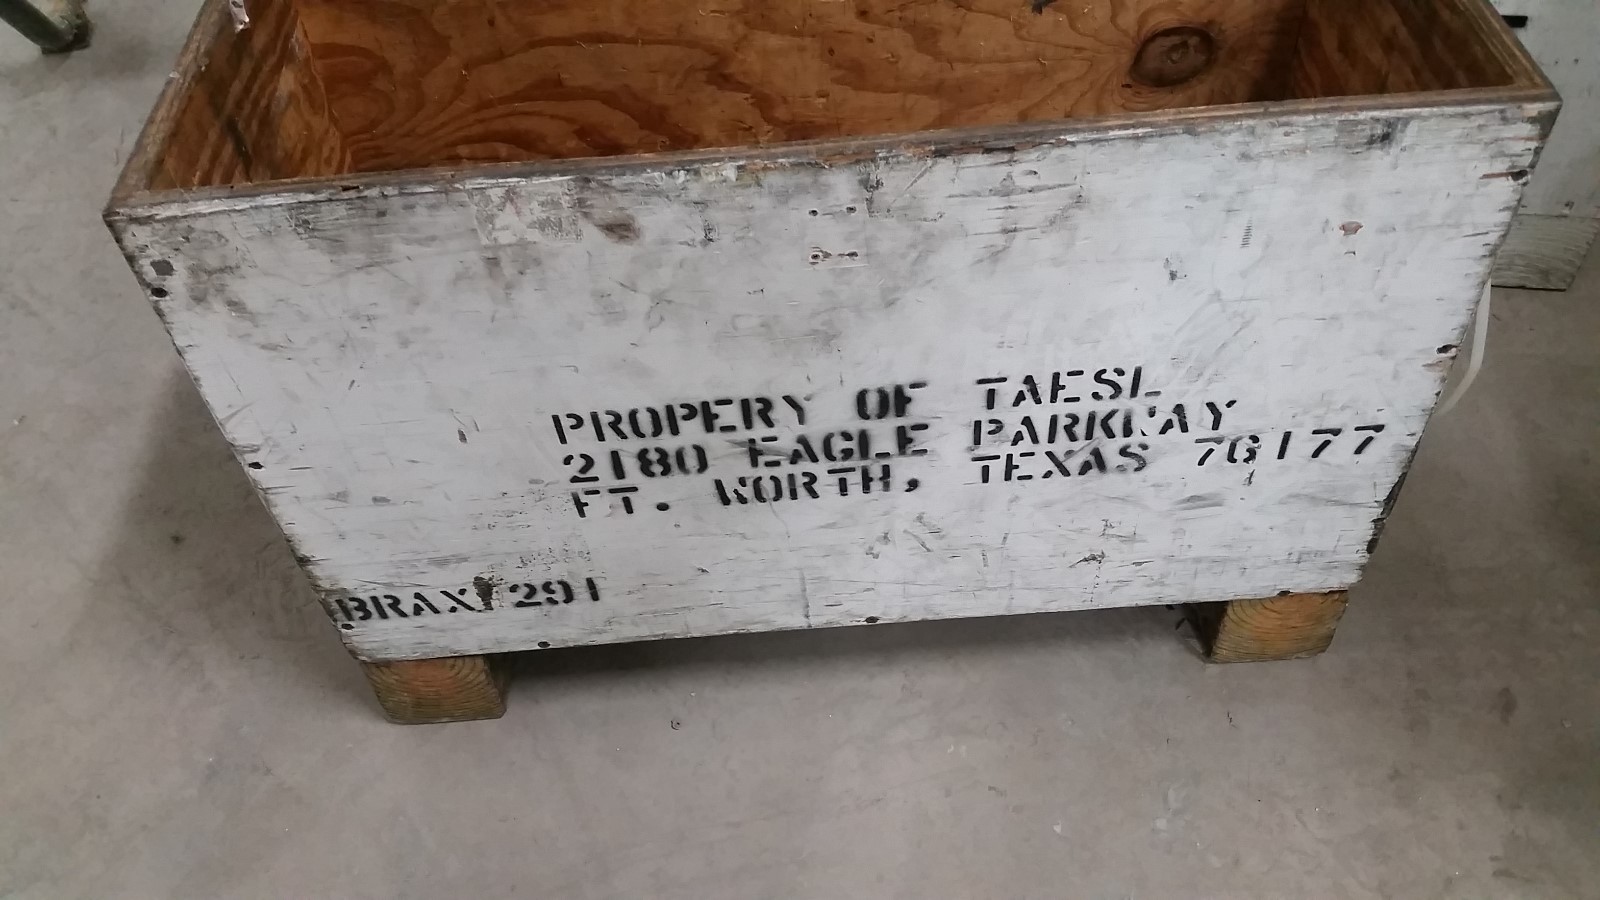 PROPERY OF TAESL
2180 EAGLE PARKWAY
FT. WORTH, TEXAS 76177
BRAX 291